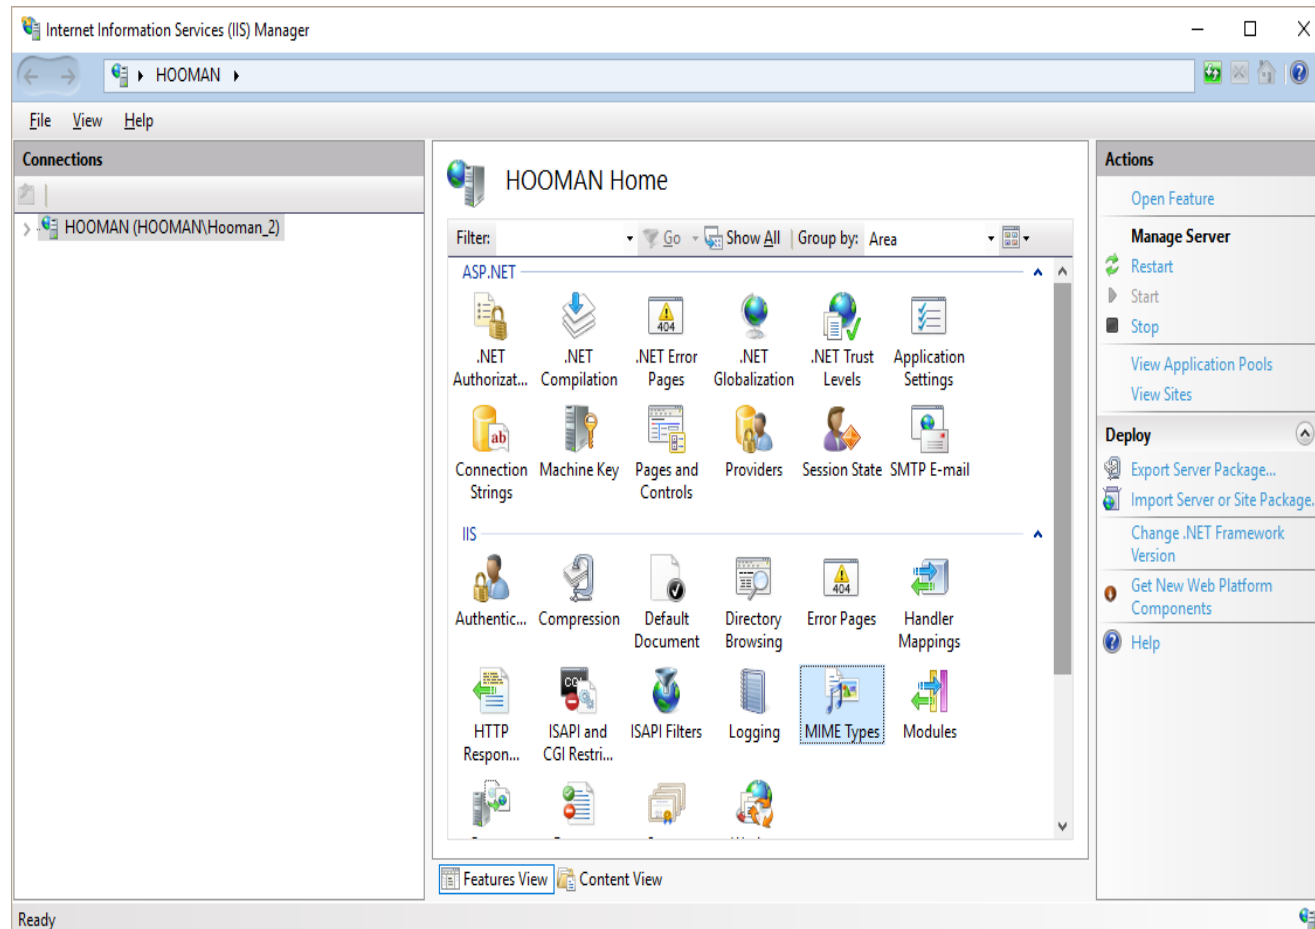 Internet Information Services (IIS) Manager
HOOMAN
File View Help
Connections
HOOMAN (HOOMAN\Hooman_2)
HOOMAN Home
Filter: Go Show All Group by: Area
ASP.NET
.NET Authorizat...
.NET Compilation
.NET Error Pages
.NET Globalization
.NET Trust Levels
Application Settings
Connection Strings
Machine Key
Pages and Controls
Providers
Session State
SMTP E-mail
IIS
Authentic...
Compression
Default Document
Directory Browsing
Error Pages
Handler Mappings
HTTP Respon...
ISAPI and CGI Restri...
ISAPI Filters
Logging
MIME Types
Modules
Features View Content View
Actions
Open Feature
Manage Server
Restart
Start
Stop
View Application Pools
View Sites
Deploy
Export Server Package...
Import Server or Site Package.
Change .NET Framework
Version
Get New Web Platform
Components
Help
Ready